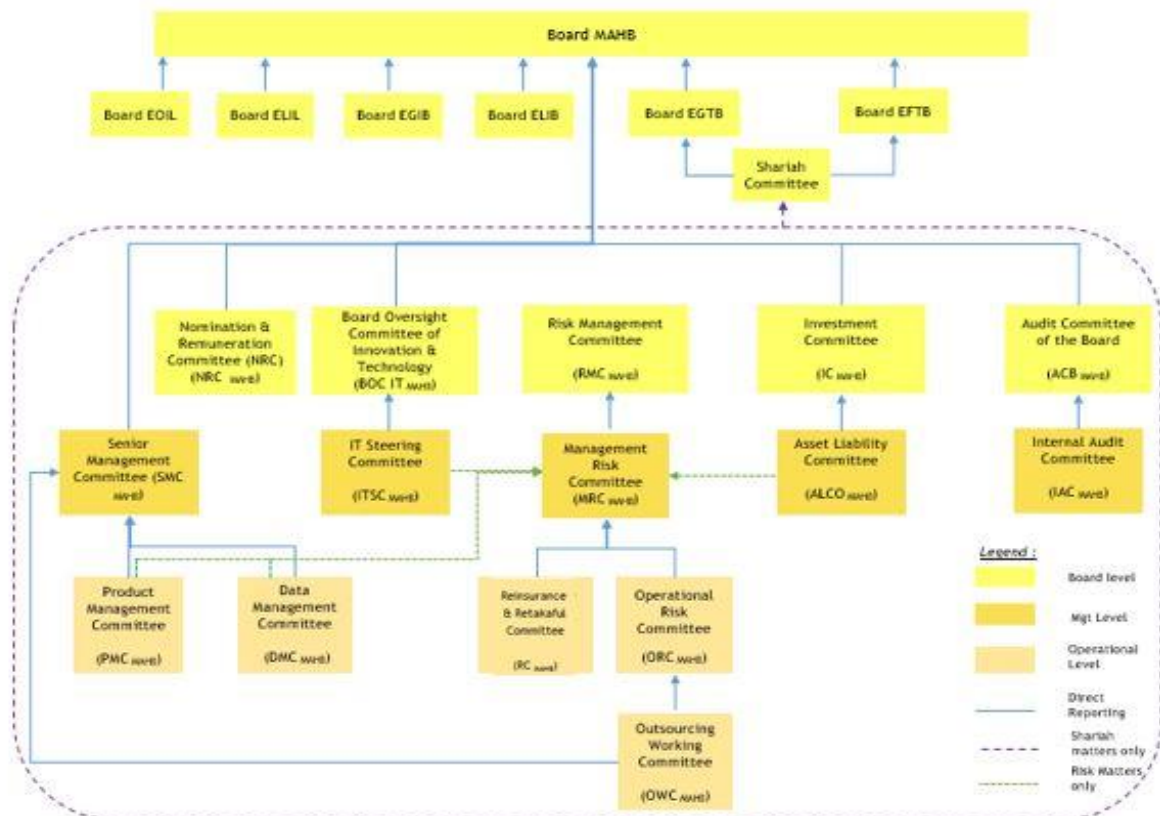 Board MAHB
Board EOIL
Board ELIL
Board EGIB
Board ELIB
Board EGTB
Board EFTB
Shariah
Committee
Nomination &
Remuneration
Committee (NRC)
(NRC MAHB)
Board Oversight
Committee of
Innovation &
Technology
(BOC IT MAHB)
Risk Management
Committee
(RMC MAHB)
Investment
Committee
(IC MAHB)
Audit Committee
of the Board
(ACB MAHB)
Senior
Management
Committee (SMC
MAHB)
IT Steering
Committee
(ITSC MAHB)
Management
Risk
Committee
(MRC MAHB)
Asset Liability
Committee
(ALCO MAHB)
Internal Audit
Committee
(IAC MAHB)
Product
Management
Committee
(PMC MAHB)
Data
Management
Committee
(DMC MAHB)
Reinsurance
& Retakaful
Committee
(RC MAHB)
Operational
Risk
Committee
(ORC MAHB)
Outsourcing
Working
Committee
(OWC MAHB)
Legend :
Board level
Mgt Level
Operational
Level
Direct
Reporting
Shariah
matters only
Risk Matters
only